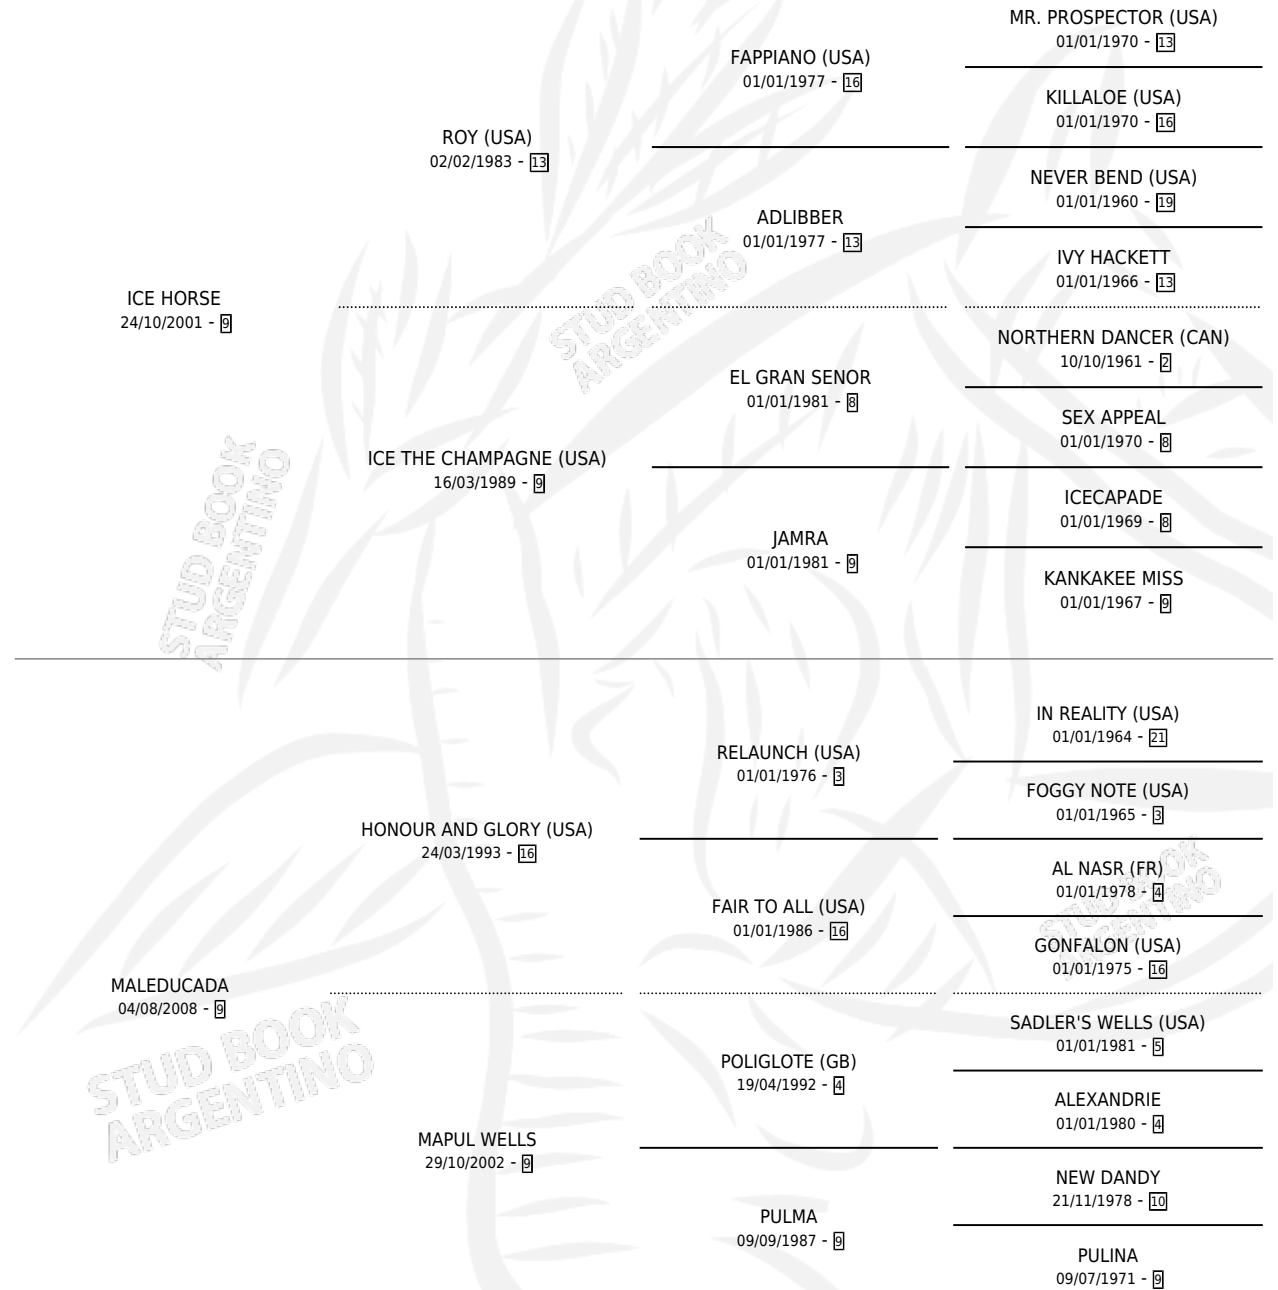 MR. PROSPECTOR (USA)
01/01/1970 - 13
FAPPIANO (USA)
01/01/1977 - 16
KILLALOE (USA)
01/01/1970 - 16
ROY (USA)
02/02/1983 - 13
NEVER BEND (USA)
01/01/1960 - 19
ADLIBBER
01/01/1977 - 13
IVY HACKETT
01/01/1966 - 13
ICE HORSE
24/10/2001 - 9
STUD BOOK
ARGENTINO
NORTHERN DANCER (CAN)
10/10/1961 - 2
EL GRAN SENOR
01/01/1981 - 8
SEX APPEAL
01/01/1970 - 8
ICE THE CHAMPAGNE (USA)
16/03/1989 - 9
ICECAPADE
01/01/1969 - 8
JAMRA
01/01/1981 - 9
KANKAKEE MISS
01/01/1967 - 9
STUD BOOK
ARGENTINO
IN REALITY (USA)
01/01/1964 - 21
RELAUNCH (USA)
01/01/1976 - 3
FOGGY NOTE (USA)
01/01/1965 - 3
HONOUR AND GLORY (USA)
24/03/1993 - 16
AL NASR (FR)
01/01/1978 - 4
FAIR TO ALL (USA)
01/01/1986 - 16
STUD BOOK
ARGENTINO
GONFALON (USA)
01/01/1975 - 16
MALEDUCADA
04/08/2008 - 9
STUD BOOK
ARGENTINO
SADLER'S WELLS (USA)
01/01/1981 - 5
POLIGLOTE (GB)
19/04/1992 - 4
ALEXANDRIE
01/01/1980 - 4
MAPUL WELLS
29/10/2002 - 9
NEW DANDY
21/11/1978 - 10
PULMA
09/09/1987 - 9
PULINA
09/07/1971 - 9